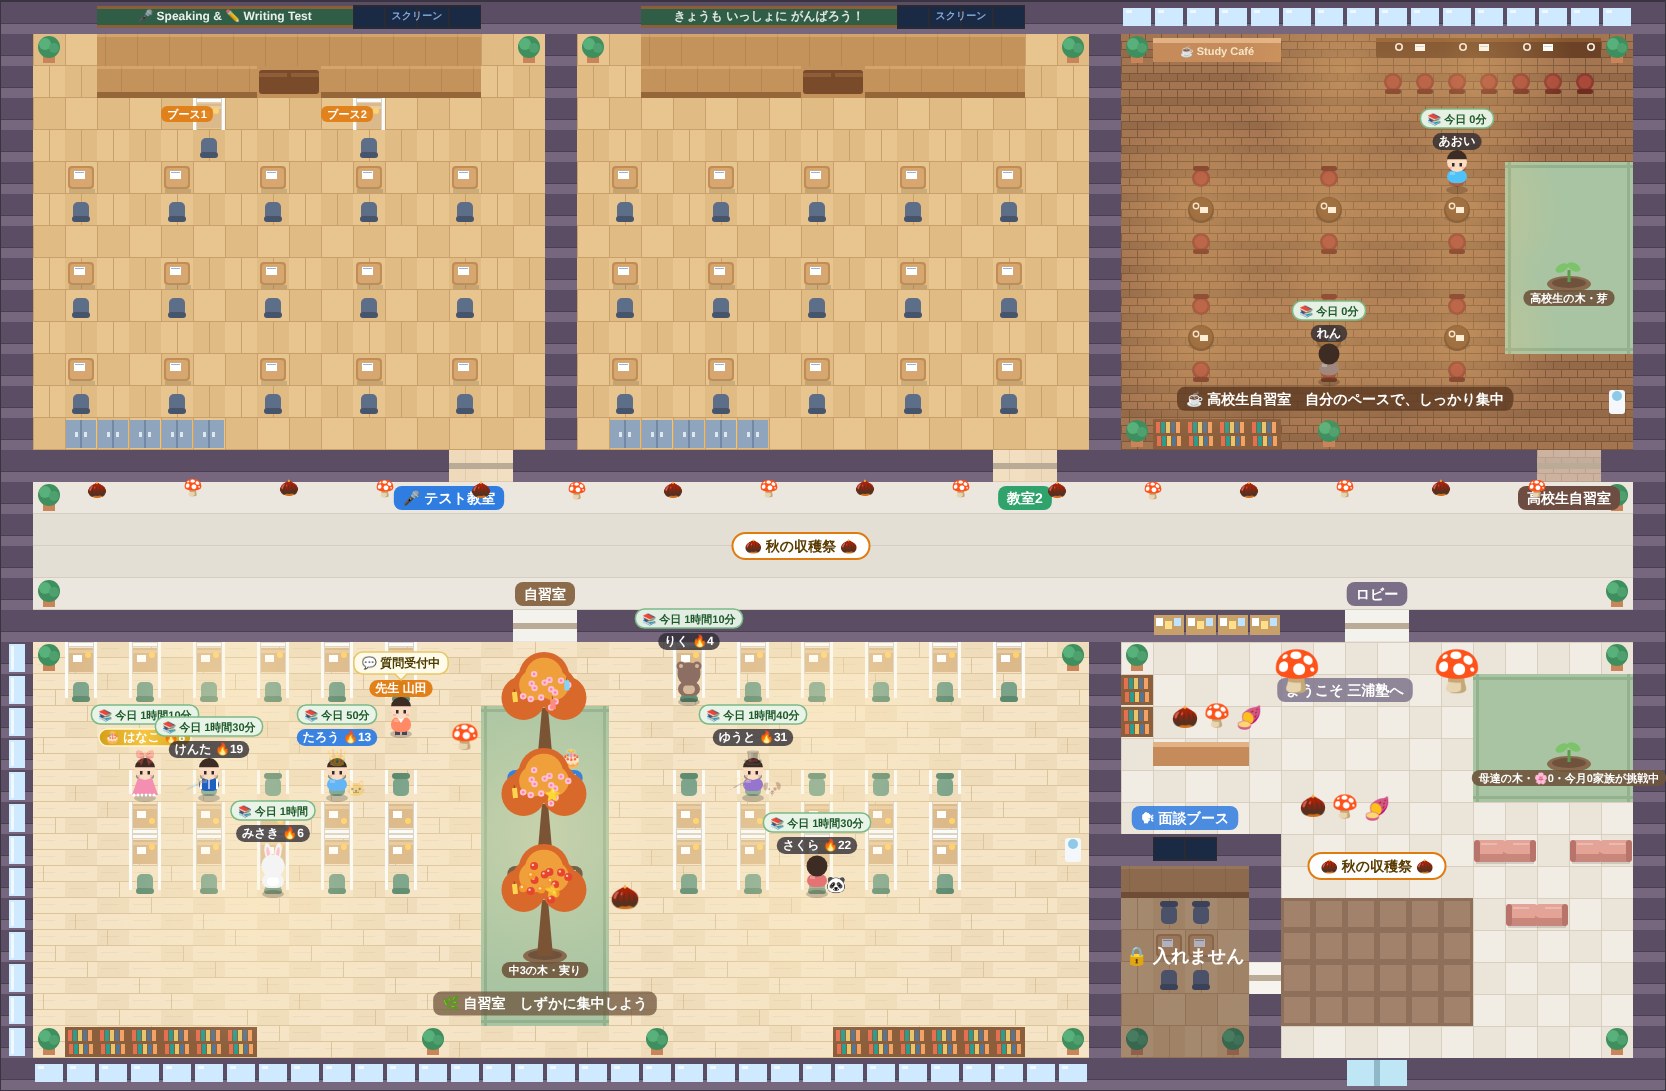 🎤 Speaking & ✏️ Writing Test
スクリーン
きょうも いっしょに がんばろう！
スクリーン
☕ Study Café
ブース1
ブース2
📚 今日 0分
あおい
高校生の木・芽
📚 今日 0分
れん
☕ 高校生自習室　自分のペースで、しっかり集中
🎤 テスト教室
教室2
高校生自習室
🌰 秋の収穫祭 🌰
自習室
ロビー
📚 今日 1時間10分
りく 🔥4
💬 質問受付中
先生 山田
ようこそ 三浦塾へ
📚 今日 1時間10分
🎂 はなこ
📚 今日 1時間30分
けんた 🔥19
📚 今日 50分
たろう 🔥13
📚 今日 1時間40分
ゆうと 🔥31
母達の木・🌸0・今月0家族が挑戦中
📚 今日 1時間
みさき 🔥6
📚 今日 1時間30分
さくら 🔥22
🗣 面談ブース
🌰 秋の収穫祭 🌰
🔒 入れません
中3の木・実り
🌿 自習室　しずかに集中しよう